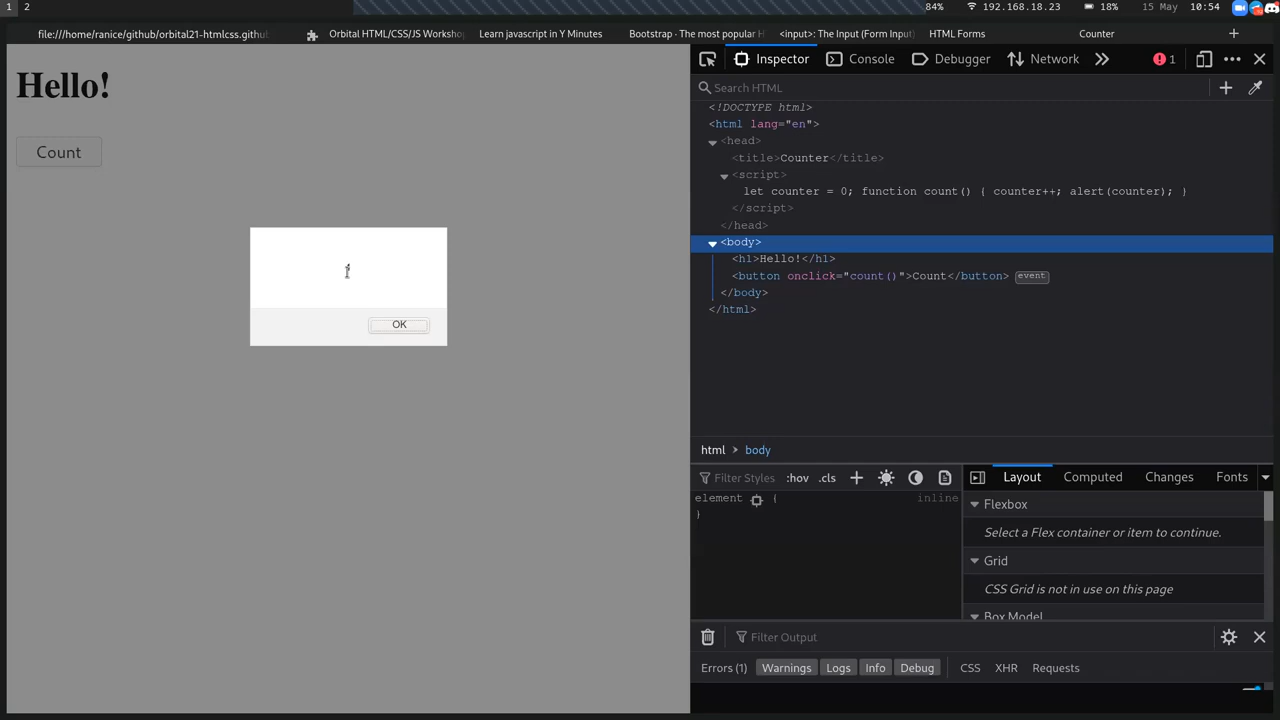 1 2 84% 192.168.18.23 18% 15 May 10:54
file:///home/ranice/github/orbital21-htmlcss.github Orbital HTML/CSS/JS Workshop Learn javascript in Y Minutes Bootstrap · The most popular H <input>: The Input (Form Input) HTML Forms Counter
Hello!
Count
OK
Inspector Console Debugger Network 1
Search HTML
<!DOCTYPE html>
<html lang="en">
<head>
<title>Counter</title>
<script>
let counter = 0; function count() { counter++; alert(counter); }
</script>
</head>
<body>
<h1>Hello!</h1>
<button onclick="count()">Count</button> event
</body>
</html>
html body
Filter Styles :hov .cls
element { inline
}
Layout Computed Changes Fonts
Flexbox
Select a Flex container or item to continue.
Grid
CSS Grid is not in use on this page
Box Model
Filter Output
Errors (1) Warnings Logs Info Debug CSS XHR Requests